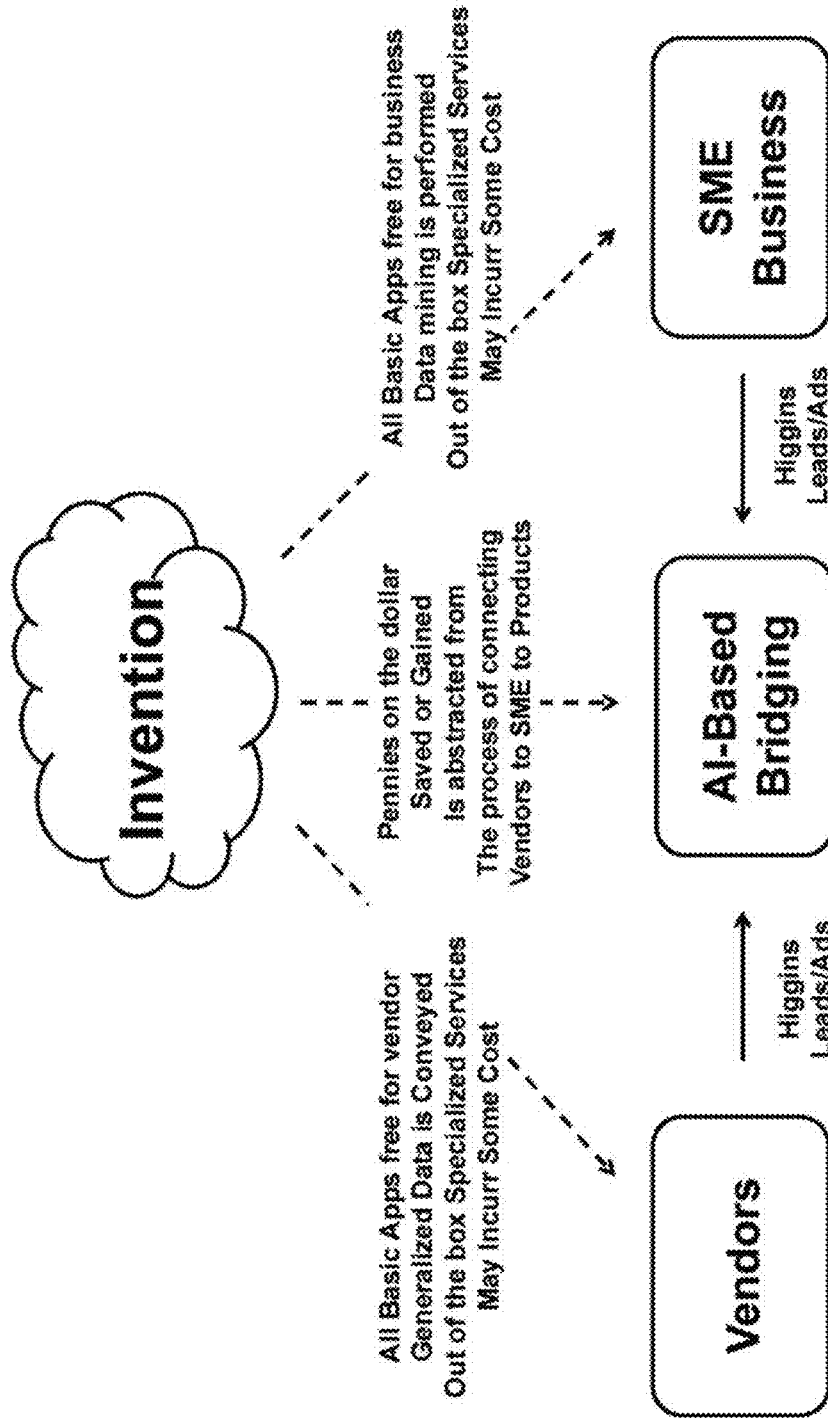 Invention
All Basic Apps free for vendor
Generalized Data is Conveyed
Out of the box Specialized Services
May Incurr Some Cost
Pennies on the dollar
Saved or Gained
Is abstracted from
The process of connecting
Vendors to SME to Products
All Basic Apps free for business
Data mining is performed
Out of the box Specialized Services
May Incurr Some Cost
Vendors
Higgins
Leads/Ads
AI-Based
Bridging
Higgins
Leads/Ads
SME
Business